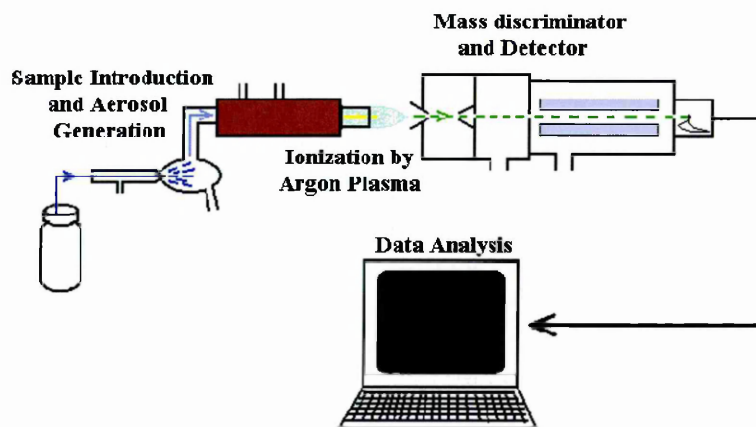 Mass discriminator
and Detector
Sample Introduction
and Aerosol
Generation
Ionization by
Argon Plasma
Data Analysis